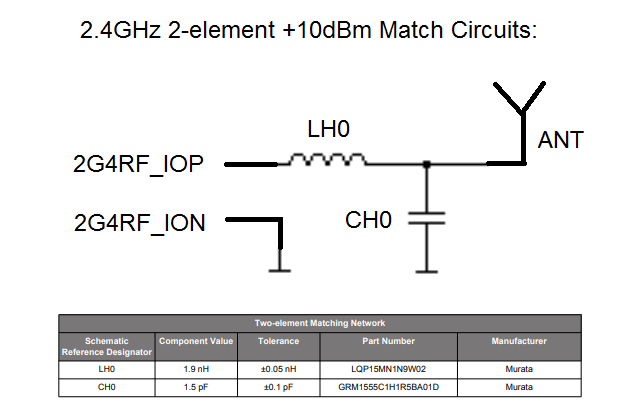 2.4GHz 2-element +10dBm Match Circuits:
LH0
ANT
2G4RF_IOP
2G4RF_ION
CH0
Two-element Matching Network
Schematic Reference Designator Component Value Tolerance Part Number Manufacturer
LH0 1.9 nH ±0.05 nH LQP15MN1N9W02 Murata
CH0 1.5 pF ±0.1 pF GRM1555C1H1R5BA01D Murata